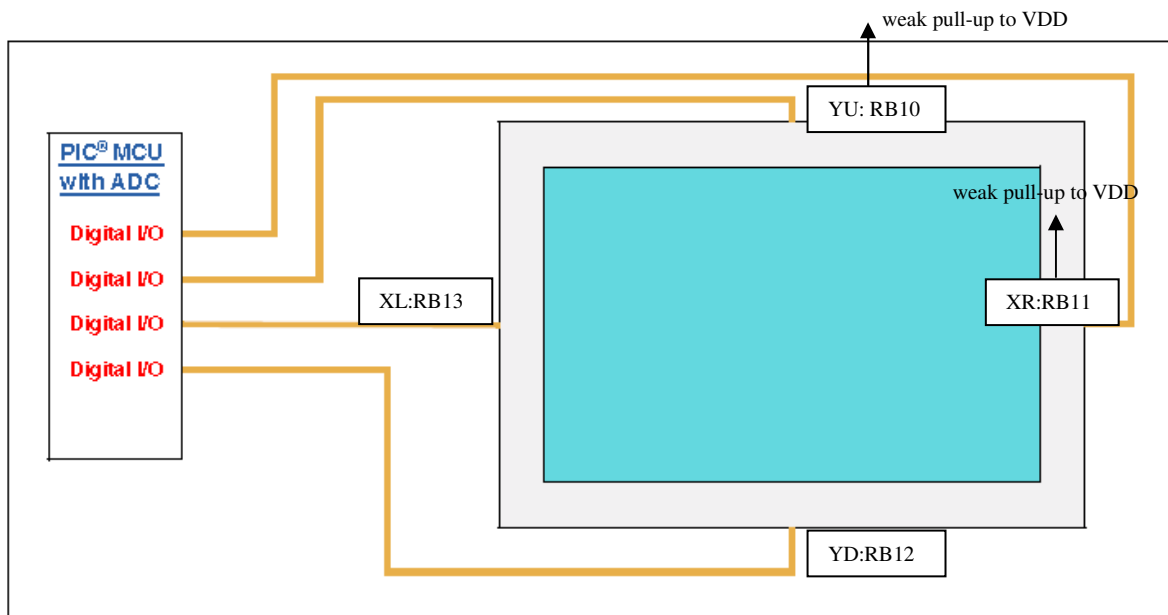 weak pull-up to VDD
YU: RB10
PIC® MCU
with ADC
weak pull-up to VDD
Digital I/O
Digital I/O
XL:RB13
XR:RB11
Digital I/O
Digital I/O
YD:RB12